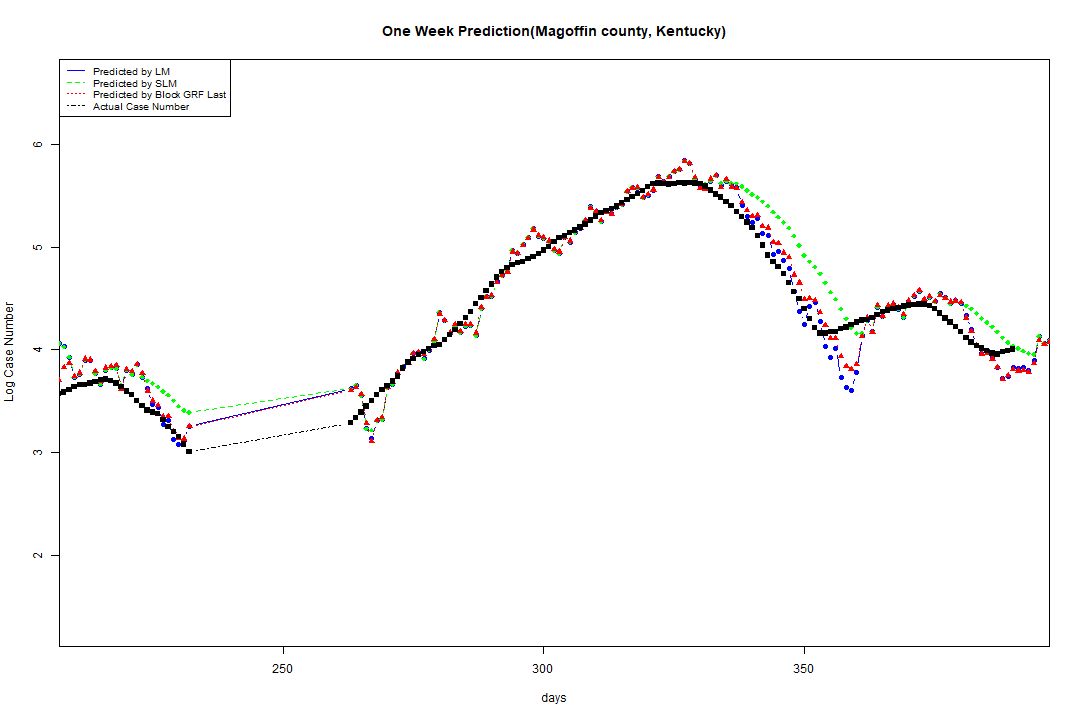 One Week Prediction(Magoffin county, Kentucky)
Predicted by LM
Predicted by SLM
Predicted by Block GRF Last
Actual Case Number
6
5
4
3
2
Log Case Number
250
300
350
days